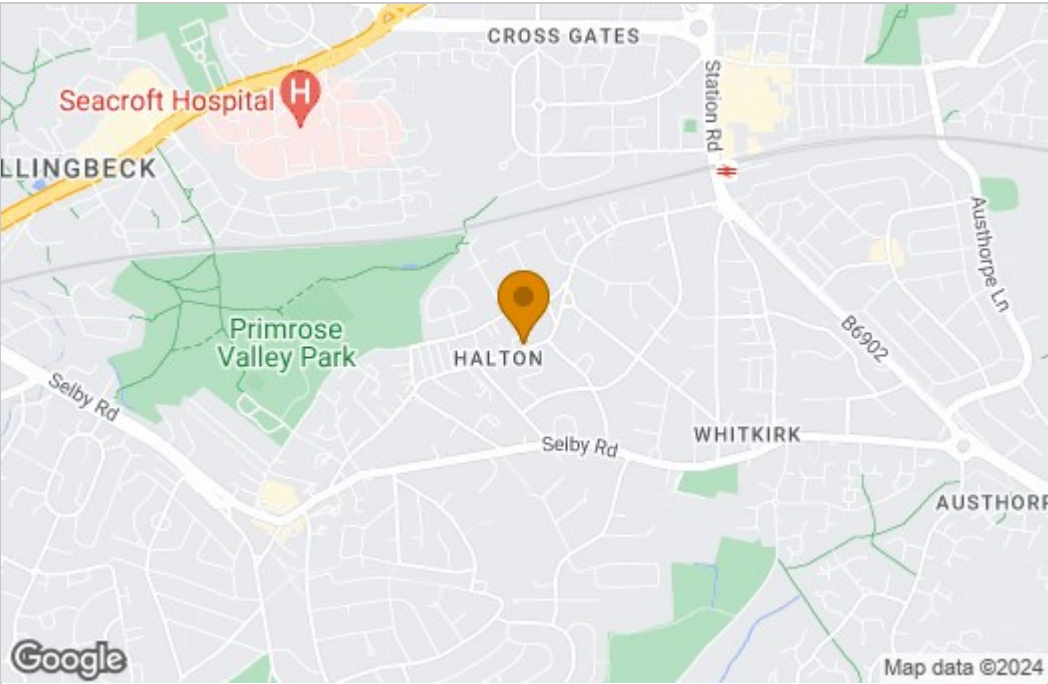 CROSS GATES
Seacroft Hospital
H
Station Rd
LLINGBECK
Austhorpe Ln
Primrose
Valley Park
B6902
HALTON
Selby Rd
WHITKIRK
Selby Rd
AUSTHORP
Google
Map data ©2024